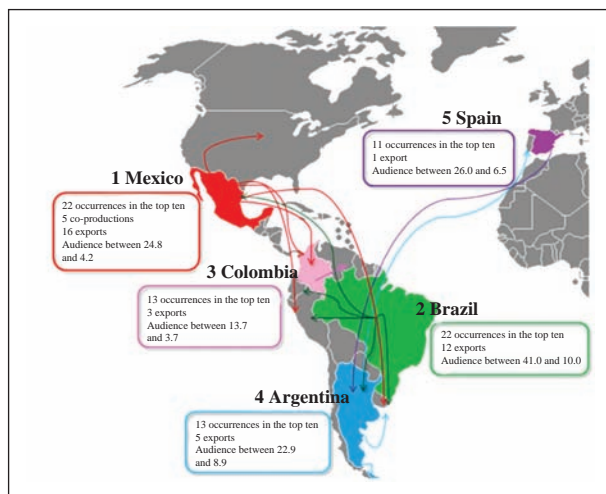 5 Spain
11 occurrences in the top ten
1 export
Audience between 26.0 and 6.5
1 Mexico
22 occurrences in the top ten
5 co-productions
16 exports
Audience between 24.8
and 4.2
3 Colombia
13 occurrences in the top ten
3 exports
Audience between 13.7
and 3.7
2 Brazil
22 occurrences in the top ten
12 exports
Audience between 41.0 and 10.0
4 Argentina
13 occurrences in the top ten
5 exports
Audience between 22.9
and 8.9